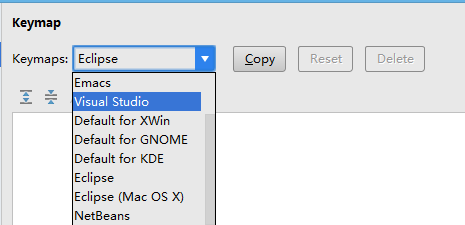 Keymap
Keymaps: Eclipse Copy Reset Delete
Emacs
Visual Studio
Default for XWin
Default for GNOME
Default for KDE
Eclipse
Eclipse (Mac OS X)
NetBeans